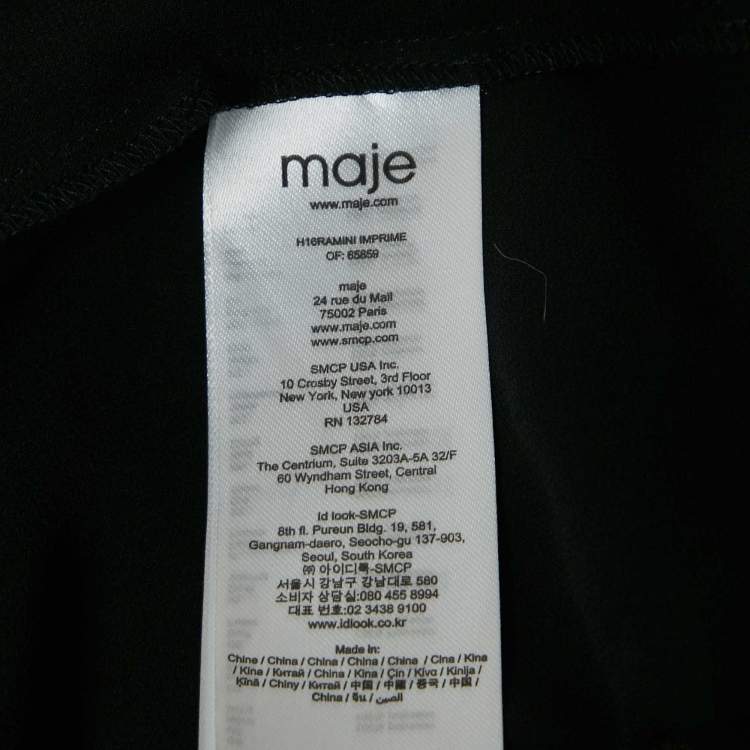 maje
www.maje.com
H16RAMINI IMPRIME
OF: 65859
maje
24 rue du Mail
75002 Paris
www.maje.com
www.smcp.com
SMCP USA Inc.
10 Crosby Street, 3rd Floor
New York, New york 10013
USA
RN 132784
SMCP ASIA Inc.
The Centrium, Suite 3203A-5A 32/F
60 Wyndham Street, Central
Hong Kong
Id look-SMCP
8th fl. Pureun Bldg. 19, 581,
Gangnam-daero, Seocho-gu 137-903,
Seoul, South Korea
㈜ 아이디룩-SMCP
서울시 강남구 강남대로 580
소비자 상담실:080 455 8994
대표 번호:02 3438 9100
www.idlook.co.kr
Made in:
Chine / China / China / China / China / Cina / Kina
/ Kina / Китай / China / Kina / Çin / Kīva / Kinija /
Ķīnā / Chiny / Китай / 中国 / 中國 / 중국 / 中国 /
China / จีน / الصين